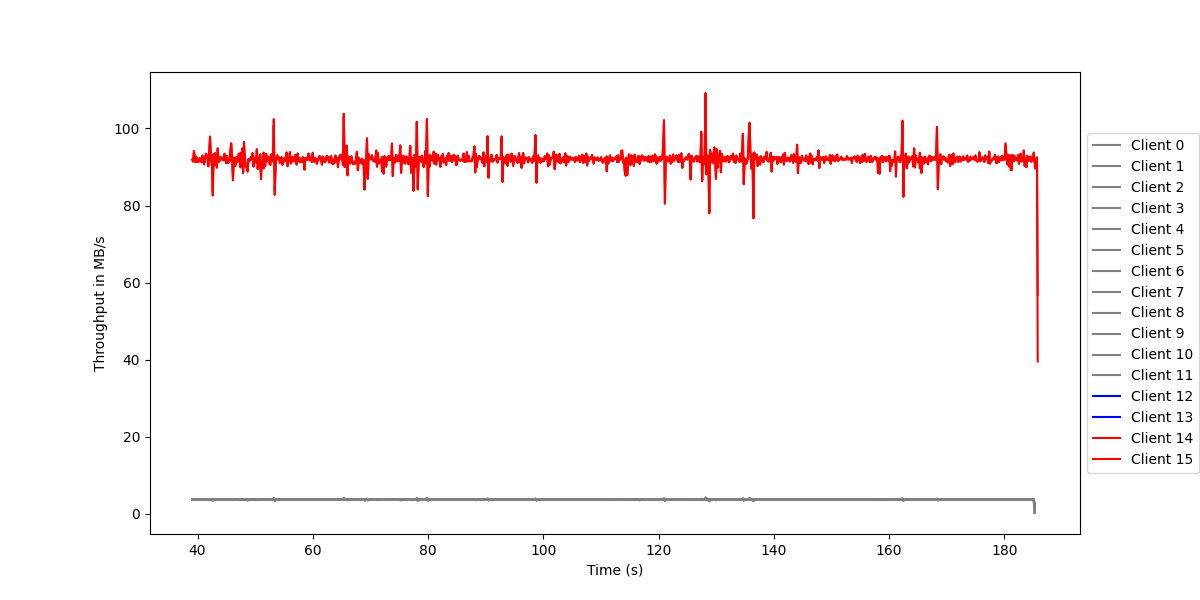 100
80
60
40
20
0
Throughput in MB/s
40 60 80 100 120 140 160 180
Time (s)
Client 0
Client 1
Client 2
Client 3
Client 4
Client 5
Client 6
Client 7
Client 8
Client 9
Client 10
Client 11
Client 12
Client 13
Client 14
Client 15